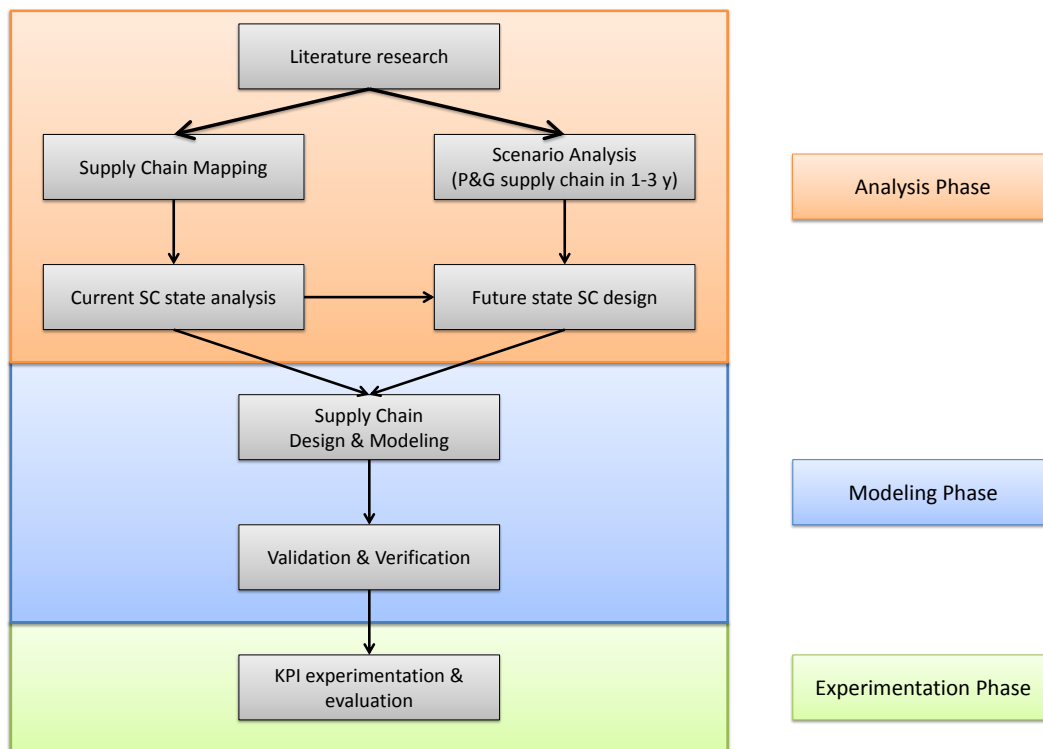 Literature research
Supply Chain Mapping
Scenario Analysis
(P&G supply chain in 1-3 y)
Analysis Phase
Current SC state analysis
Future state SC design
Supply Chain
Design & Modeling
Modeling Phase
Validation & Verification
KPI experimentation &
evaluation
Experimentation Phase